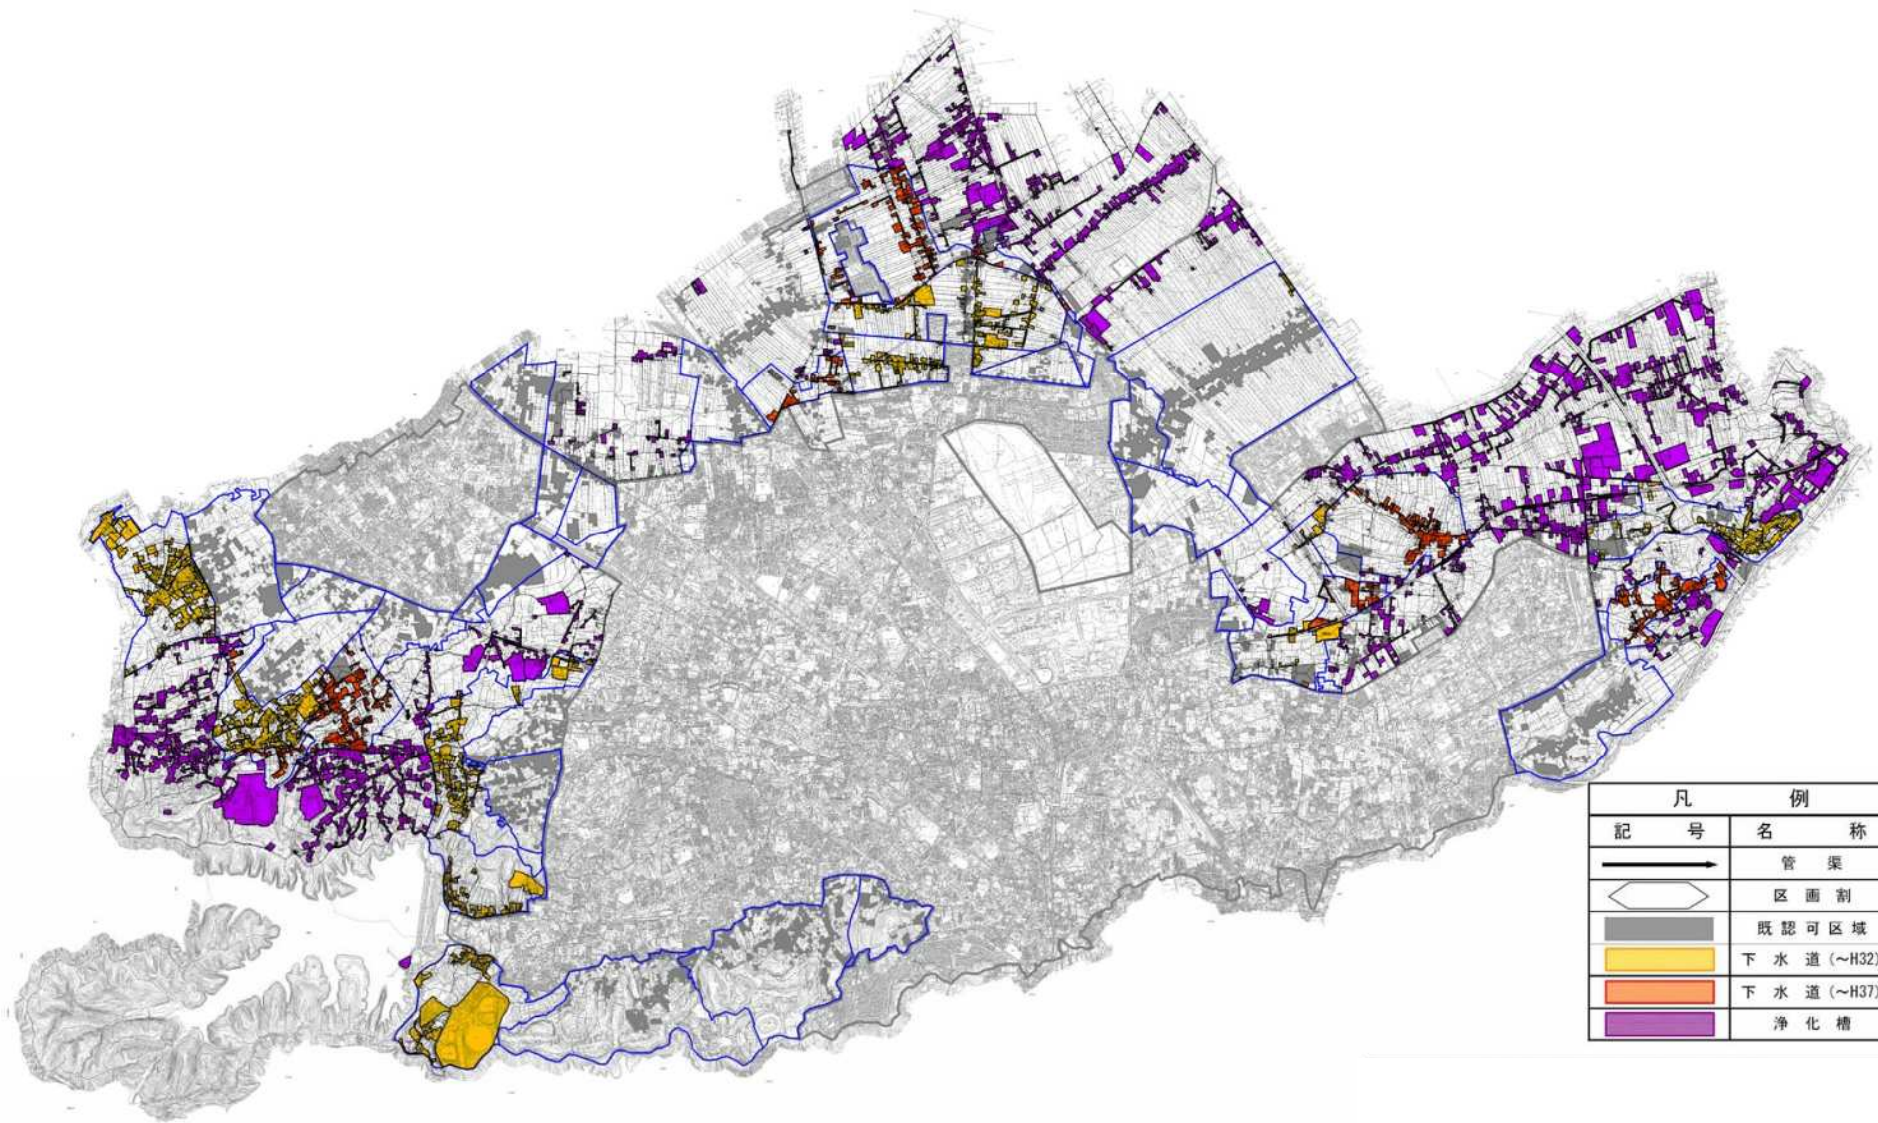 凡 例
記 号 名 称
管 渠
区 画 割
既 認 可 区 域
下 水 道 (~H32)
下 水 道 (~H37)
浄 化 槽